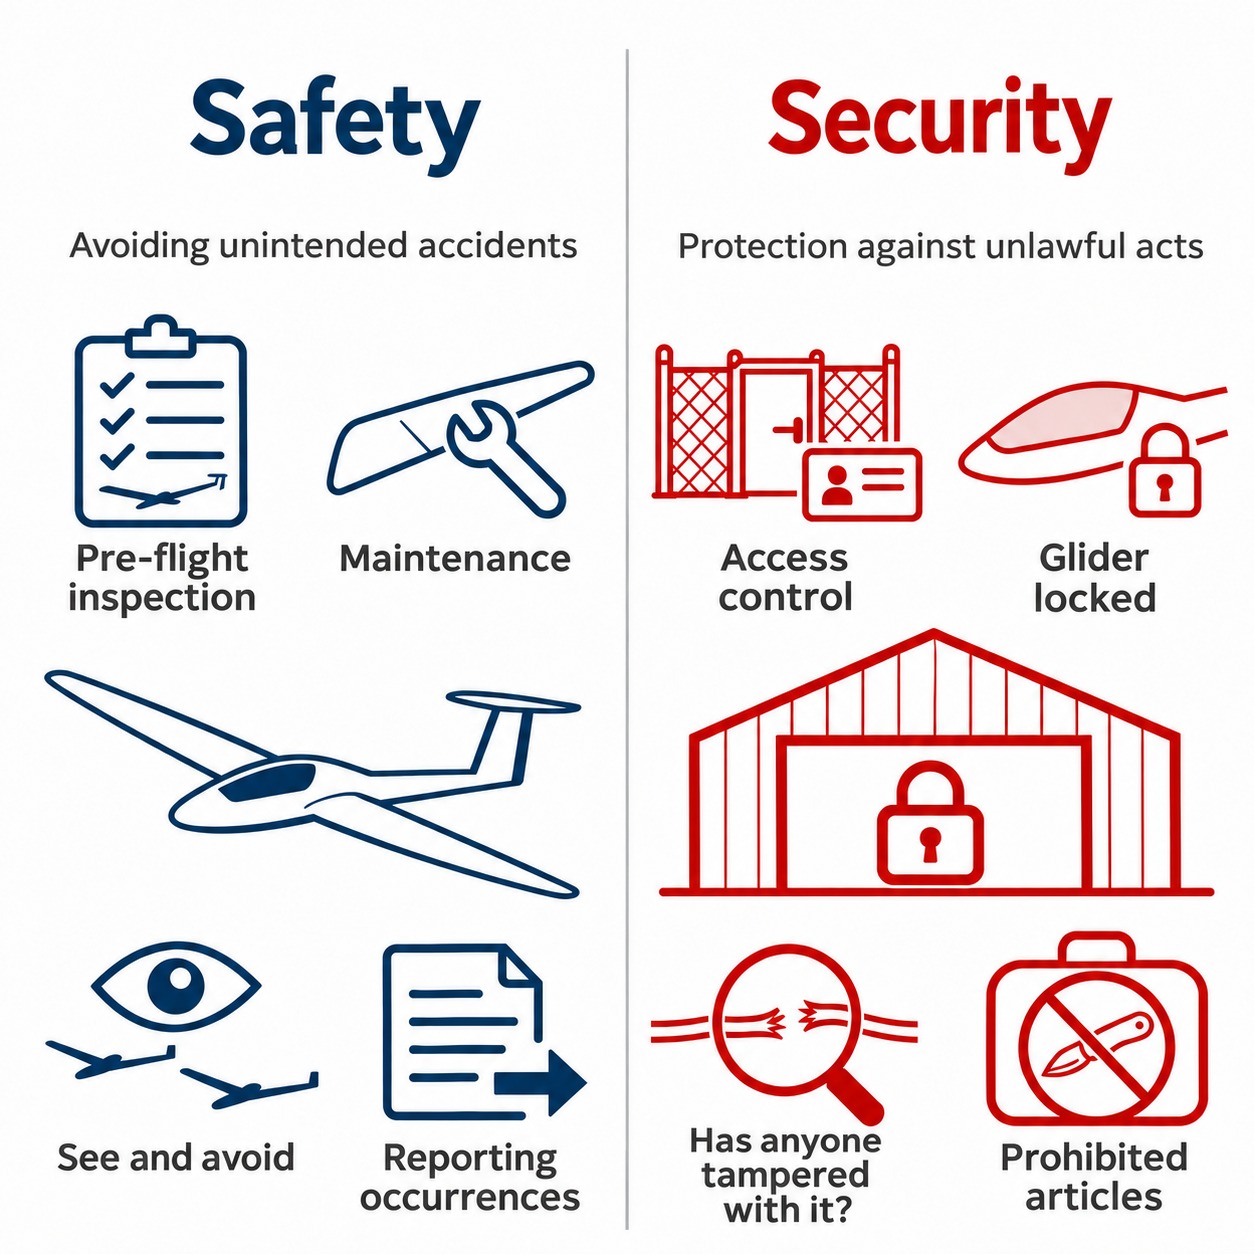 Safety
Avoiding unintended accidents
Pre-flight
inspection
Maintenance
See and avoid
Reporting
occurrences
Security
Protection against unlawful acts
Access
control
Glider
locked
Has anyone
tampered
with it?
Prohibited
articles